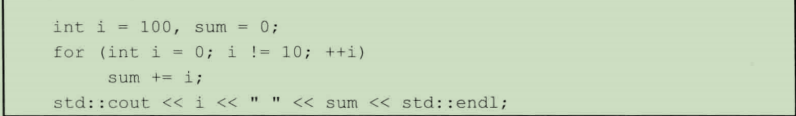 int i = 100, sum = 0;
for (int i = 0; i != 10; ++i)
sum += i;
std::cout << i << " " << sum << std::endl;